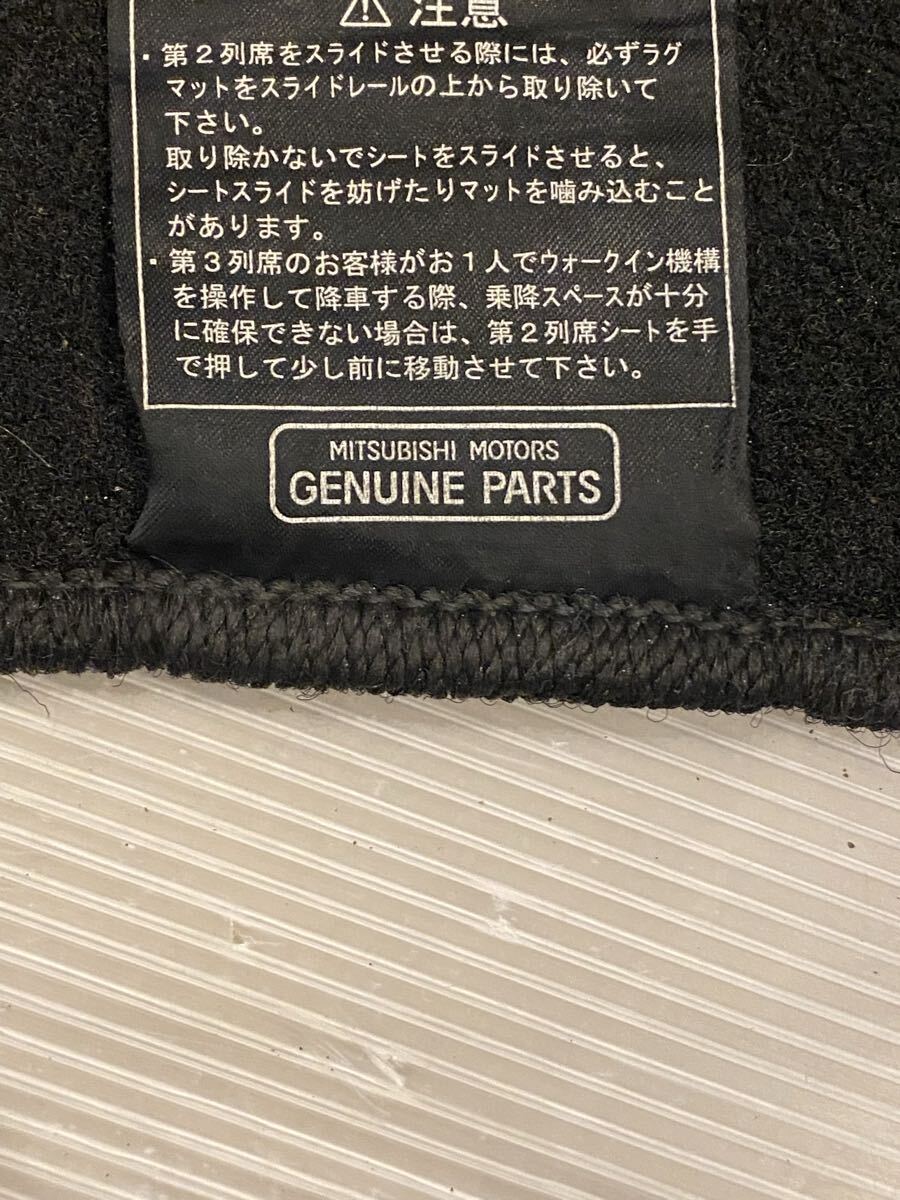 ⚠ 注意
・第2列席をスライドさせる際には、必ずラグ
マットをスライドレールの上から取り除いて
下さい。
取り除かないでシートをスライドさせると、
シートスライドを妨げたりマットを噛み込むこと
があります。
・第3列席のお客様がお1人でウォークイン機構
を操作して降車する際、乗降スペースが十分
に確保できない場合は、第2列席シートを手
で押して少し前に移動させて下さい。
MITSUBISHI MOTORS
GENUINE PARTS